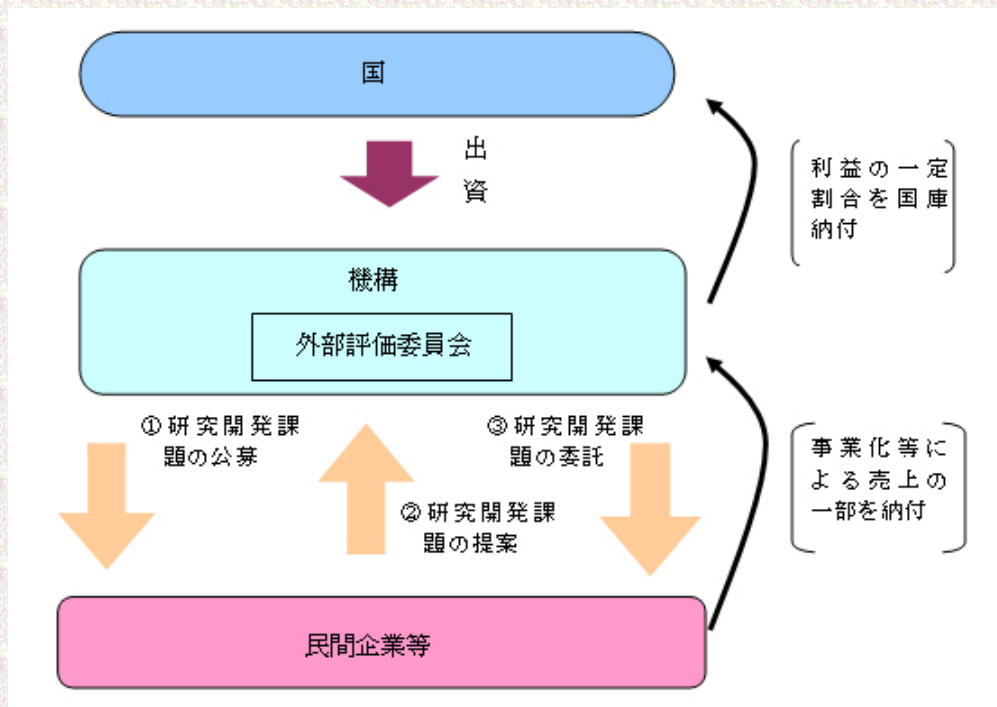 国
出
資
利益の一定
割合を国庫
納付
機構
外部評価委員会
①研究開発課
題の公募
③研究開発課
題の委託
②研究開発課
題の提案
事業化等に
よる売上の
一部を納付
民間企業等